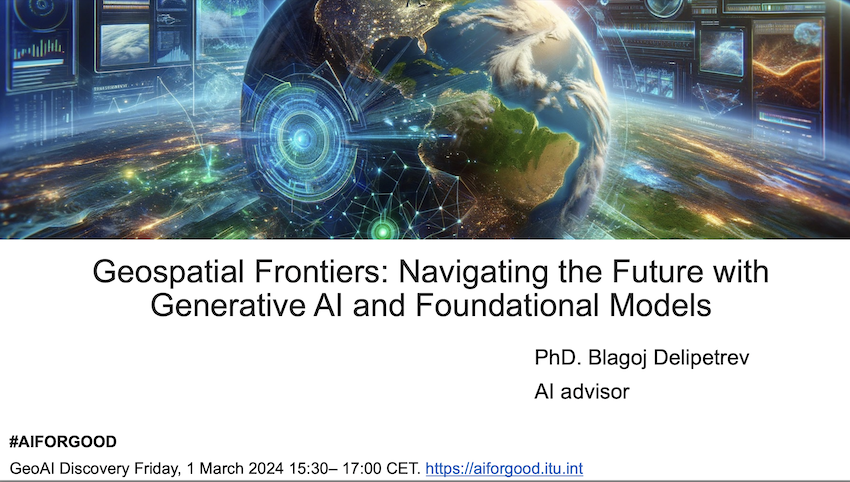 Geospatial Frontiers: Navigating the Future with
Generative AI and Foundational Models
PhD. Blagoj Delipetrev
AI advisor
#AIFORGOOD
GeoAI Discovery Friday, 1 March 2024 15:30– 17:00 CET. https://aiforgood.itu.int